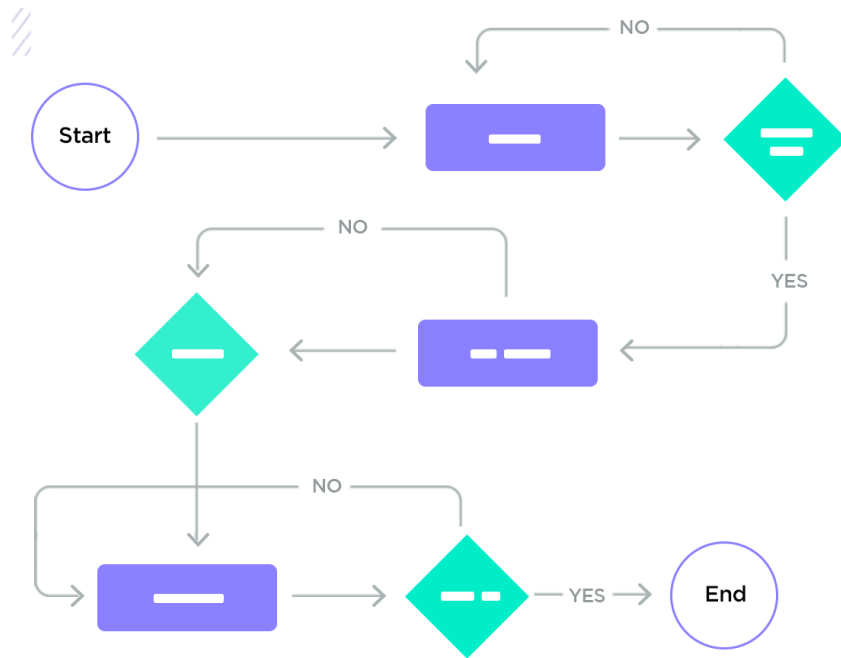 NO
Start
YES
NO
NO
YES
End